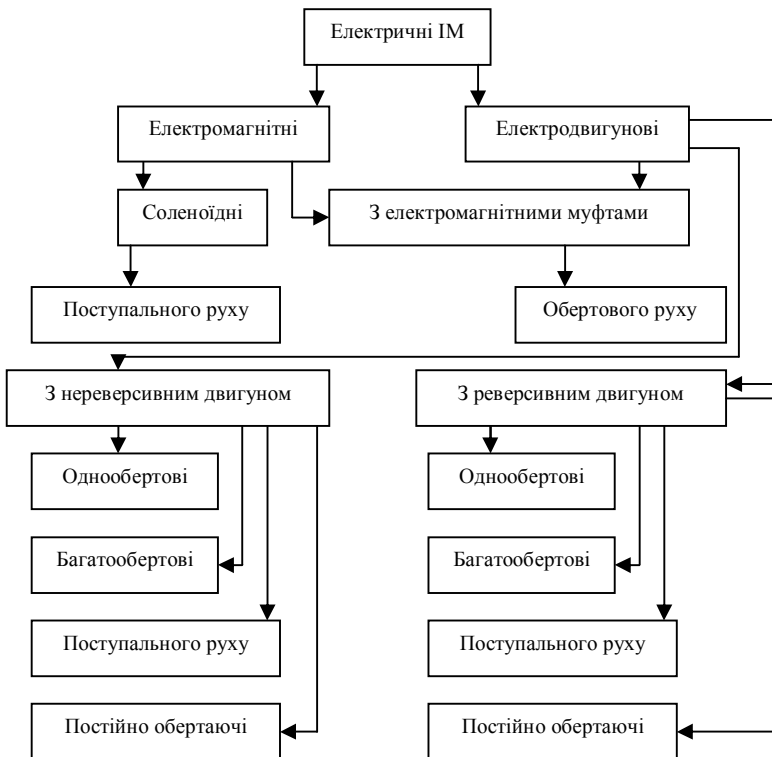 Електричні ІМ
Електромагнітні
Електродвигунові
Соленоїдні
З електромагнітними муфтами
Поступального руху
Обертового руху
З нереверсивним двигуном
З реверсивним двигуном
Однообертові
Однообертові
Багатообертові
Багатообертові
Поступального руху
Поступального руху
Постійно обертаючі
Постійно обертаючі